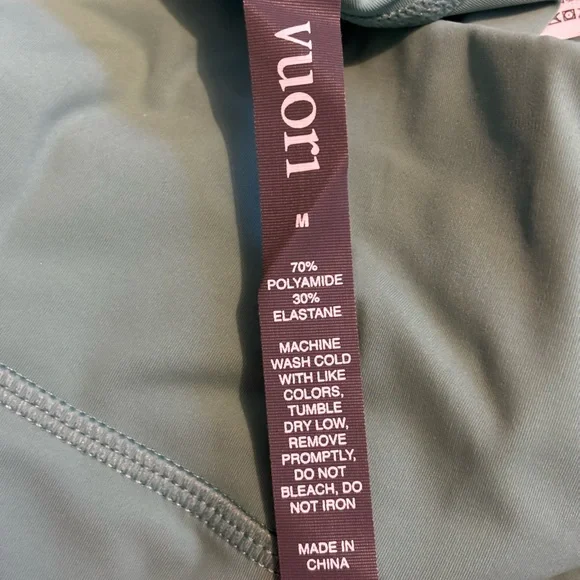 vuori
M
70%
POLYAMIDE
30%
ELASTANE
MACHINE
WASH COLD
WITH LIKE
COLORS,
TUMBLE
DRY LOW,
REMOVE
PROMPTLY,
DO NOT
BLEACH, DO
NOT IRON
MADE IN
CHINA